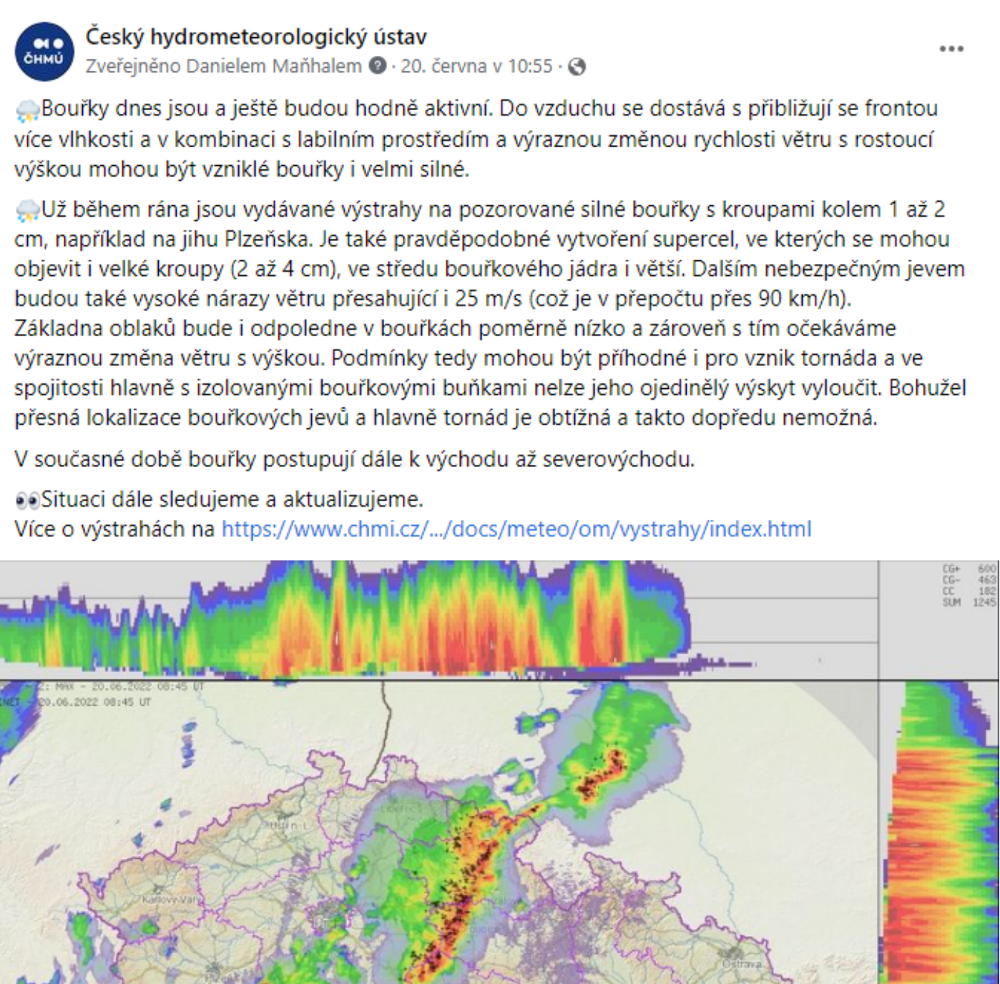 Český hydrometeorologický ústav
ČHMÚ
Zveřejněno Danielem Maňhalem · 20. června v 10:55 ·
🌧Bouřky dnes jsou a ještě budou hodně aktivní. Do vzduchu se dostává s přibližují se frontou
více vlhkosti a v kombinaci s labilním prostředím a výraznou změnou rychlosti větru s rostoucí
výškou mohou být vzniklé bouřky i velmi silné.
🌧Už během rána jsou vydávané výstrahy na pozorované silné bouřky s kroupami kolem 1 až 2
cm, například na jihu Plzeňska. Je také pravděpodobné vytvoření supercel, ve kterých se mohou
objevit i velké kroupy (2 až 4 cm), ve středu bouřkového jádra i větší. Dalším nebezpečným jevem
budou také vysoké nárazy větru přesahující i 25 m/s (což je v přepočtu přes 90 km/h).
Základna oblaků bude i odpoledne v bouřkách poměrně nízko a zároveň s tím očekáváme
výraznou změna větru s výškou. Podmínky tedy mohou být příhodné i pro vznik tornáda a ve
spojitosti hlavně s izolovanými bouřkovými buňkami nelze jeho ojedinělý výskyt vyloučit. Bohužel
přesná lokalizace bouřkových jevů a hlavně tornád je obtížná a takto dopředu nemožná.
V současné době bouřky postupují dále k východu až severovýchodu.
👀Situaci dále sledujeme a aktualizujeme.
Více o výstrahách na https://www.chmi.cz/.../docs/meteo/om/vystrahy/index.html
CG+ 600
CG- 463
CC 182
SUM 1245
Z: MAX - 20.06.2022 08:45 UT
20.06.2022 08:45 UT
Liberec
Karlovy Vary
Ostrava